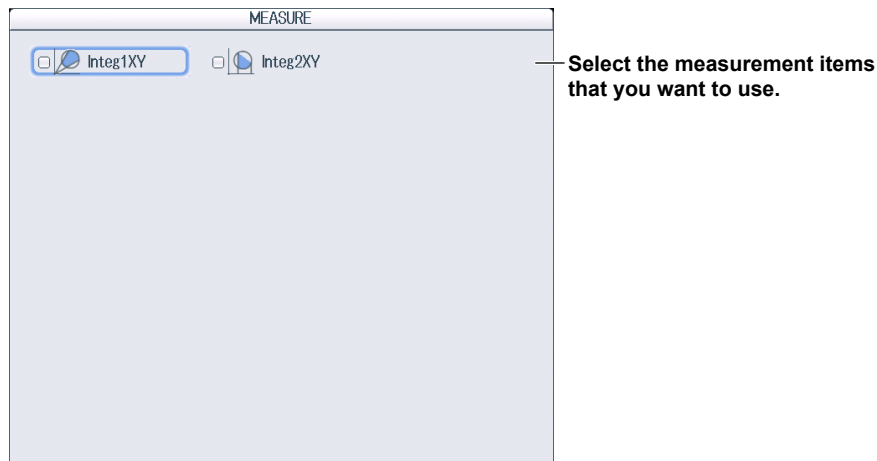 MEASURE
Integ1XY Integ2XY
Select the measurement items
that you want to use.